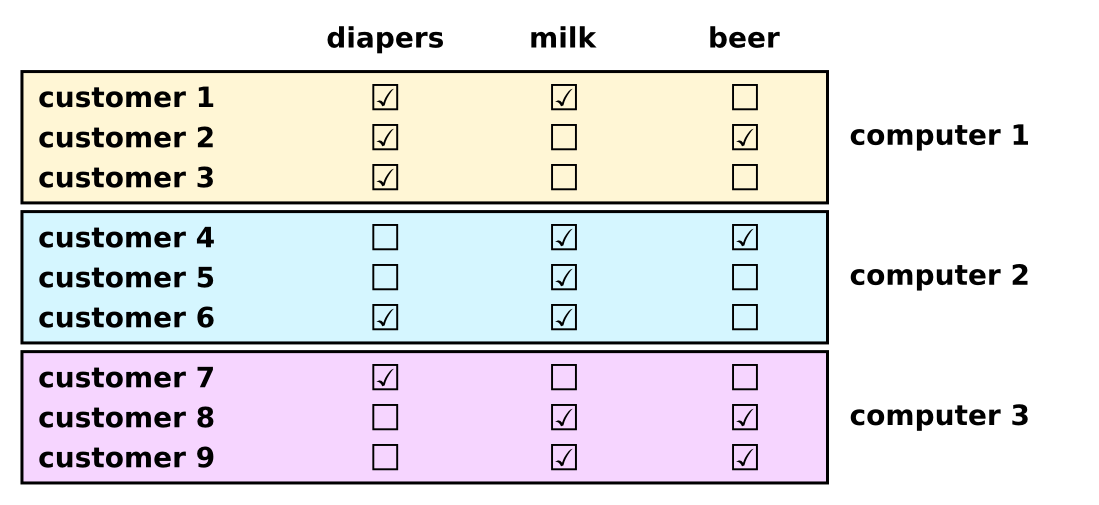 diapers milk beer
customer 1 ☑ ☑ ☐
customer 2 ☑ ☐ ☑ computer 1
customer 3 ☑ ☐ ☐
customer 4 ☐ ☑ ☑
customer 5 ☐ ☑ ☐ computer 2
customer 6 ☑ ☑ ☐
customer 7 ☑ ☐ ☐
customer 8 ☐ ☑ ☑ computer 3
customer 9 ☐ ☑ ☑